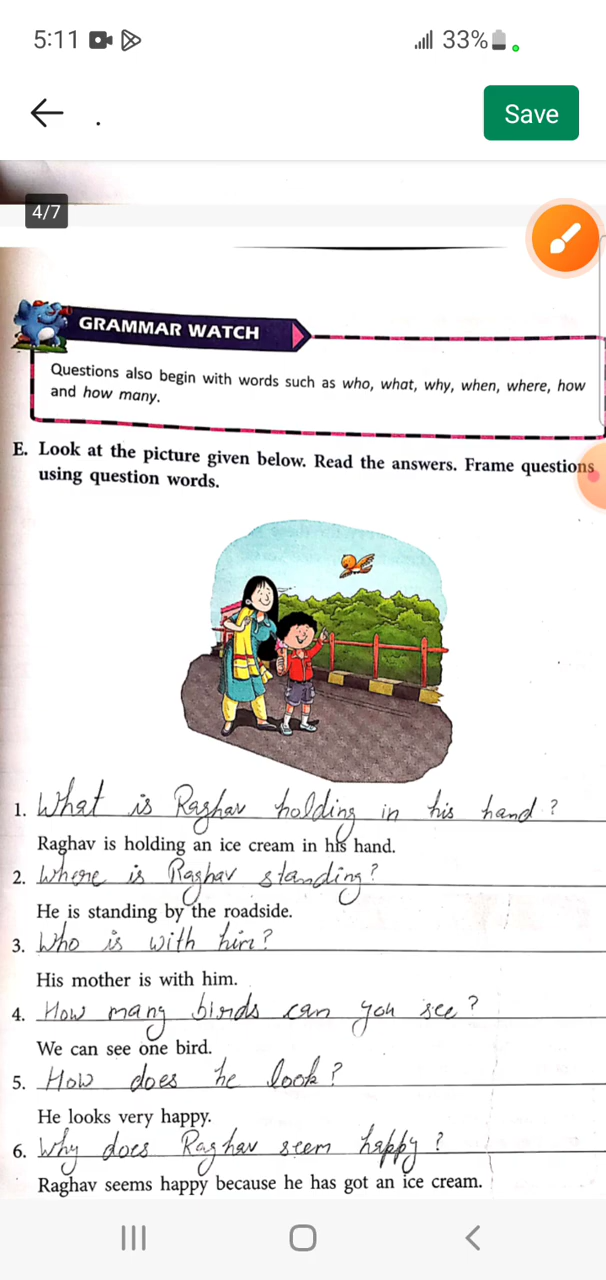 5:11 33%
.
Save
4/7
GRAMMAR WATCH
Questions also begin with words such as who, what, why, when, where, how
and how many.
E. Look at the picture given below. Read the answers. Frame questions
using question words.
1. What is Raghav holding in his hand?
Raghav is holding an ice cream in his hand.
2. Where is Raghav standing?
He is standing by the roadside.
3. Who is with him?
His mother is with him.
4. How many birds can you see?
We can see one bird.
5. How does he look?
He looks very happy.
6. Why does Raghav seem happy?
Raghav seems happy because he has got an ice cream.